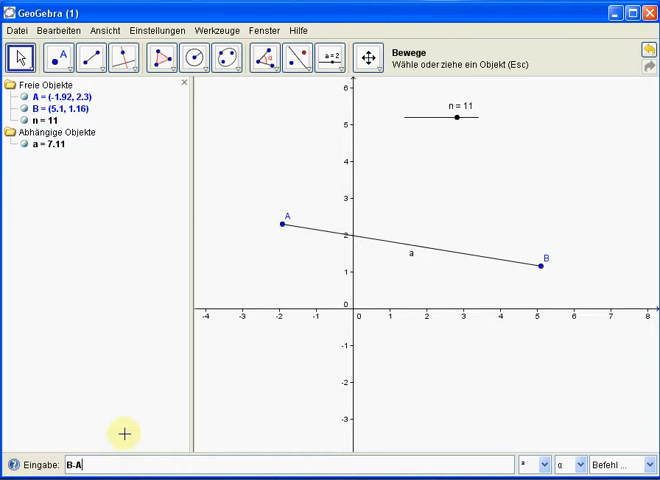 GeoGebra (1)
Datei Bearbeiten Ansicht Einstellungen Werkzeuge Fenster Hilfe
A
α
a = 2
Bewege
Wähle oder ziehe ein Objekt (Esc)
Freie Objekte
A = (-1.92, 2.3)
B = (5.1, 1.16)
n = 11
Abhängige Objekte
a = 7.11
n = 11
A
a
B
6
5
4
3
2
1
0
-1
-2
-3
-4 -3 -2 -1 0 1 2 3 4 5 6 7 8
Eingabe: B-A
² α Befehl ...